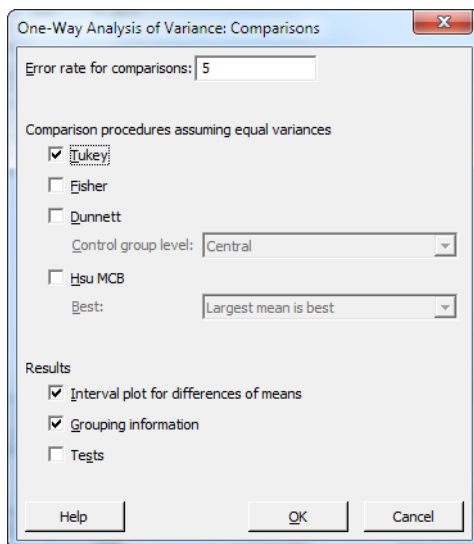 One-Way Analysis of Variance: Comparisons
Error rate for comparisons: 5
Comparison procedures assuming equal variances
Tukey
Fisher
Dunnett
Control group level: Central
Hsu MCB
Best: Largest mean is best
Results
Interval plot for differences of means
Grouping information
Tests
Help OK Cancel